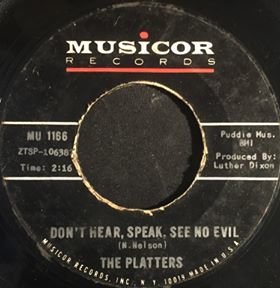 MUSICOR
RECORDS
MU 1166
ZTSP-10638
Time: 2:16
Puddie Mus.
BMI
Produced By:
Luther Dixon
DON'T HEAR, SPEAK, SEE NO EVIL
(N. Nelson)
THE PLATTERS
MUSICOR RECORDS, INC. N.Y. 10019 MADE IN U.S.A.